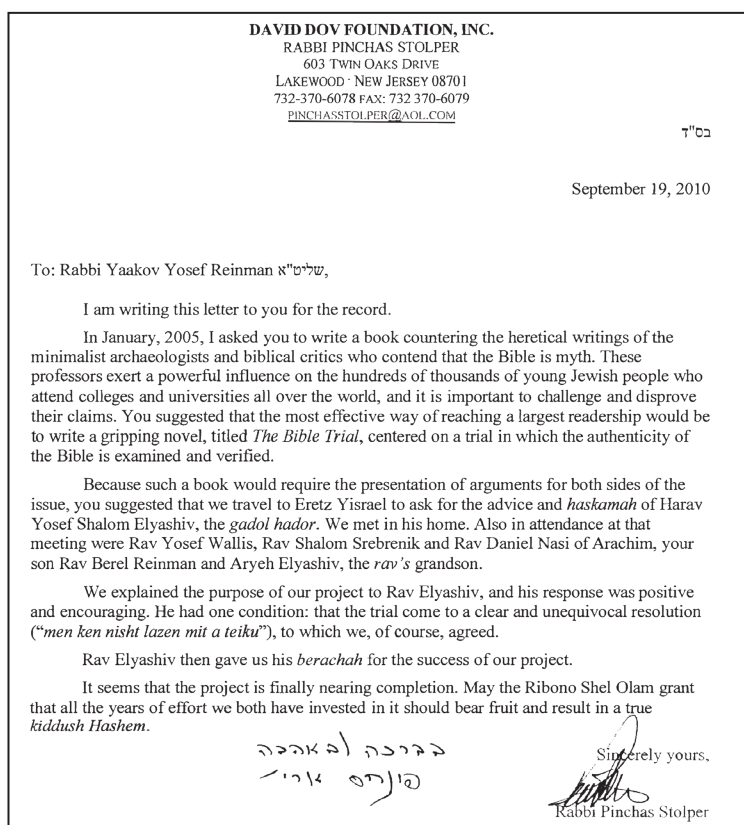 DAVID DOV FOUNDATION, INC.
RABBI PINCHAS STOLPER
603 TWIN OAKS DRIVE
LAKEWOOD · NEW JERSEY 08701
732-370-6078 FAX: 732 370-6079
PINCHASSTOLPER@AOL.COM
בס"ד
September 19, 2010
To: Rabbi Yaakov Yosef Reinman שליט"א,
I am writing this letter to you for the record.
In January, 2005, I asked you to write a book countering the heretical writings of the
minimalist archaeologists and biblical critics who contend that the Bible is myth. These
professors exert a powerful influence on the hundreds of thousands of young Jewish people who
attend colleges and universities all over the world, and it is important to challenge and disprove
their claims. You suggested that the most effective way of reaching a largest readership would be
to write a gripping novel, titled The Bible Trial, centered on a trial in which the authenticity of
the Bible is examined and verified.
Because such a book would require the presentation of arguments for both sides of the
issue, you suggested that we travel to Eretz Yisrael to ask for the advice and haskamah of Harav
Yosef Shalom Elyashiv, the gadol hador. We met in his home. Also in attendance at that
meeting were Rav Yosef Wallis, Rav Shalom Srebrenik and Rav Daniel Nasi of Arachim, your
son Rav Berel Reinman and Aryeh Elyashiv, the rav's grandson.
We explained the purpose of our project to Rav Elyashiv, and his response was positive
and encouraging. He had one condition: that the trial come to a clear and unequivocal resolution
("men ken nisht lazen mit a teiku"), to which we, of course, agreed.
Rav Elyashiv then gave us his berachah for the success of our project.
It seems that the project is finally nearing completion. May the Ribono Shel Olam grant
that all the years of effort we both have invested in it should bear fruit and result in a true
kiddush Hashem.
בברכה ובאהבה
פינחס ארי'
Sincerely yours,
Rabbi Pinchas Stolper